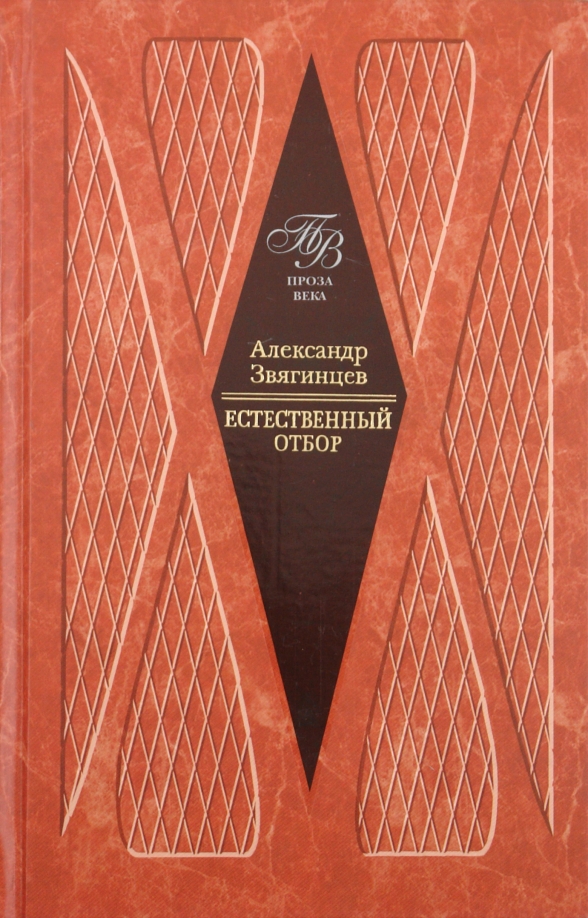 ПВ
ПРОЗА
ВЕКА
Александр
Звягинцев
ЕСТЕСТВЕННЫЙ
ОТБОР